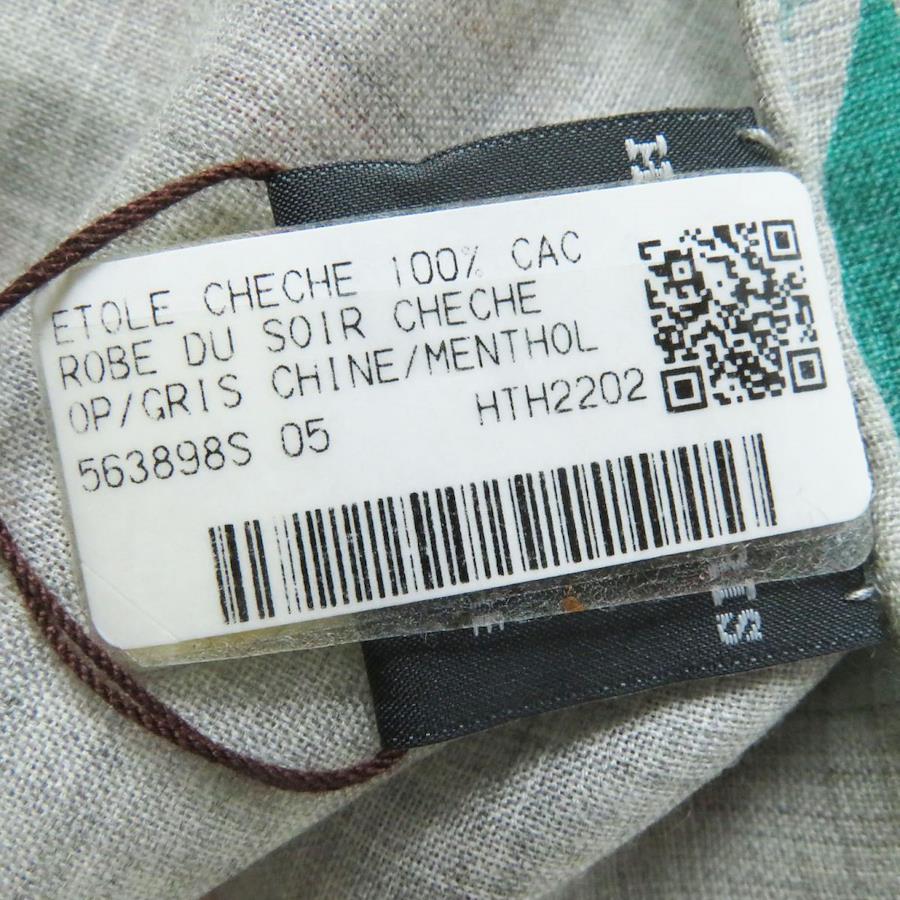 ETOLE CHECHE 100% CAC
ROBE DU SOIR CHECHE
OP/GRIS CHINE/MENTHOL
563898S 05 HTH2202